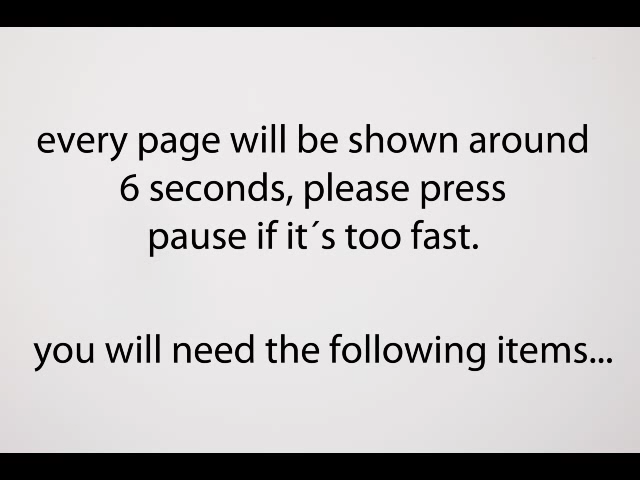 every page will be shown around
6 seconds, please press
pause if it´s too fast.
you will need the following items...